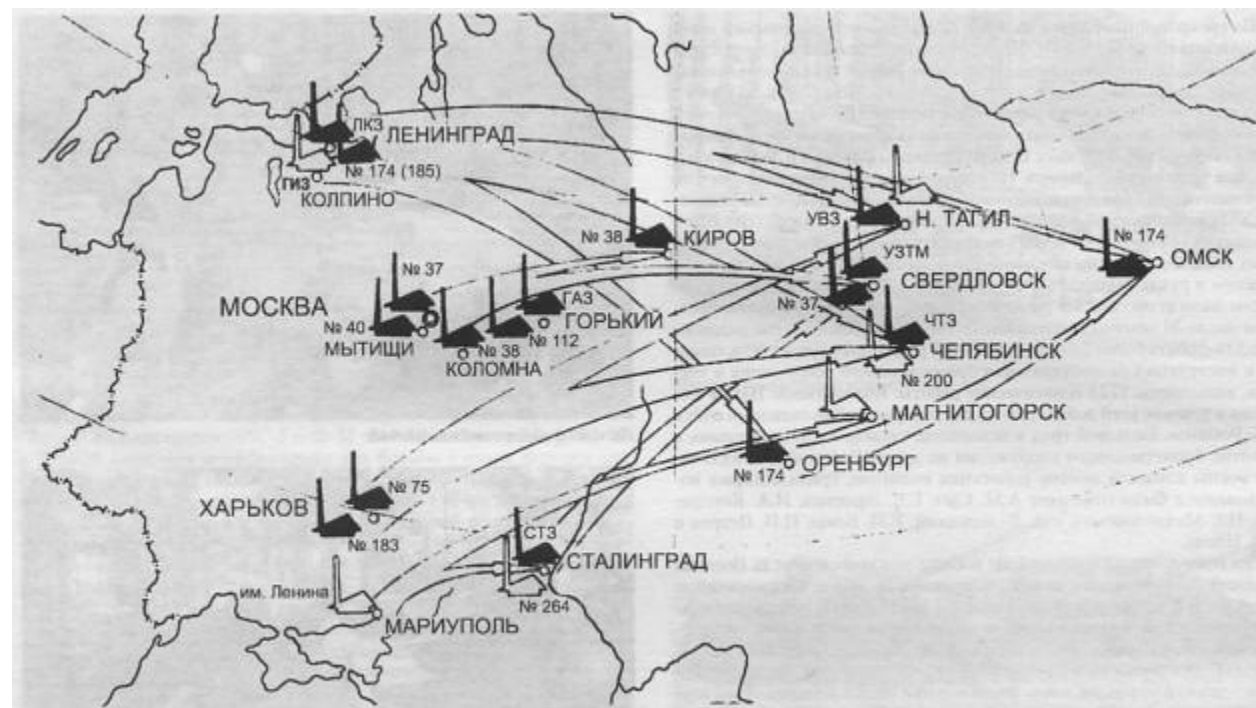 ЛКЗ
ЛЕНИНГРАД
№ 174 (185)
ГИЗ
КОЛПИНО
№ 38
КИРОВ
УВЗ
Н. ТАГИЛ
УЗТМ
№ 174
ОМСК
СВЕРДЛОВСК
№ 37
МОСКВА
№ 37
ГАЗ
ГОРЬКИЙ
№ 40
МЫТИЩИ
№ 38
№ 112
КОЛОМНА
ЧТЗ
ЧЕЛЯБИНСК
№ 200
МАГНИТОГОРСК
№ 174
ОРЕНБУРГ
ХАРЬКОВ
№ 75
№ 183
СТЗ
СТАЛИНГРАД
им. Ленина
№ 264
МАРИУПОЛЬ